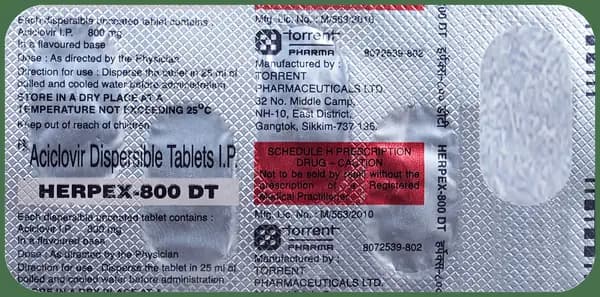 Each dispersible uncoated tablet contains :
Aciclovir I.P. 800 mg
In a flavoured base
Dose : As directed by the Physician
Direction for use : Disperse the tablet in 25 ml of
boiled and cooled water before administration
STORE IN A DRY PLACE AT A
TEMPERATURE NOT EXCEEDING 25°C
Keep out of reach of children
Aciclovir Dispersible Tablets I.P.
HERPEX-800 DT
Each dispersible uncoated tablet contains :
Aciclovir I.P. 800 mg
In a flavoured base
Dose : As directed by the Physician
Direction for use : Disperse the tablet in 25 ml of
boiled and cooled water before administration
STORE IN A DRY PLACE AT A
Mfg. Lic. No. : M/563/2010
torrent
PHARMA 8072539-802
Manufactured by :
TORRENT
PHARMACEUTICALS LTD.
32 No. Middle Camp,
NH-10, East District,
Gangtok, Sikkim-737 135.
SCHEDULE H PRESCRIPTION
DRUG – CAUTION
Not to be sold by retail without the
prescription of a Registered
Medical Practitioner.
Mfg. Lic. No. : M/563/2010
torrent
PHARMA 8072539-802
Manufactured by :
TORRENT
PHARMACEUTICALS LTD.
HERPEX-800 DT